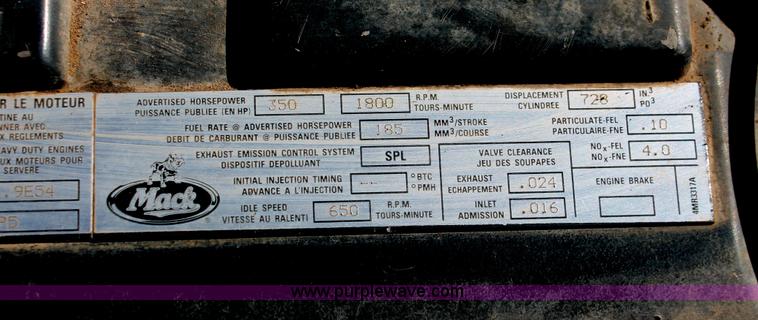 R LE MOTEUR
TINE AU
NNER AVEC
X REGLEMENTS
AVY DUTY ENGINES
UX MOTEURS POUR
SERVERE
.9E54
ADVERTISED HORSEPOWER 350 1800 R.P.M.
PUISSANCE PUBLIEE (EN HP) TOURS-MINUTE
DISPLACEMENT 728 IN³
CYLINDREE PO³
FUEL RATE @ ADVERTISED HORSEPOWER 185 MM³/STROKE
DEBIT DE CARBURANT @ PUISSANCE PUBLIEE MM³/COURSE
PARTICULATE-FEL .10
PARTICULAIRE-FNE
EXHAUST EMISSION CONTROL SYSTEM SPL
DISPOSITIF DEPOLLUANT
VALVE CLEARANCE
JEU DES SOUPAPES
NOx-FEL 4.0
NOx-FNE
Mack
INITIAL INJECTION TIMING °BTC
AVANCE A L'INJECTION °PMH
EXHAUST .024
ECHAPPEMENT
ENGINE BRAKE
IDLE SPEED 650 R.P.M.
VITESSE AU RALENTI TOURS-MINUTE
INLET .016
ADMISSION
4MR3317A
www.purplewave.com